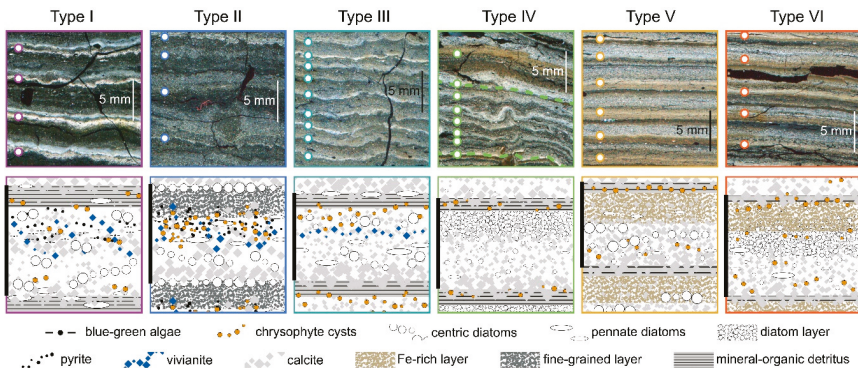 Type I Type II Type III Type IV Type V Type VI
5 mm 5 mm 5 mm 5 mm 5 mm 5 mm
blue-green algae chrysophyte cysts centric diatoms pennate diatoms diatom layer
pyrite vivianite calcite Fe-rich layer fine-grained layer mineral-organic detritus